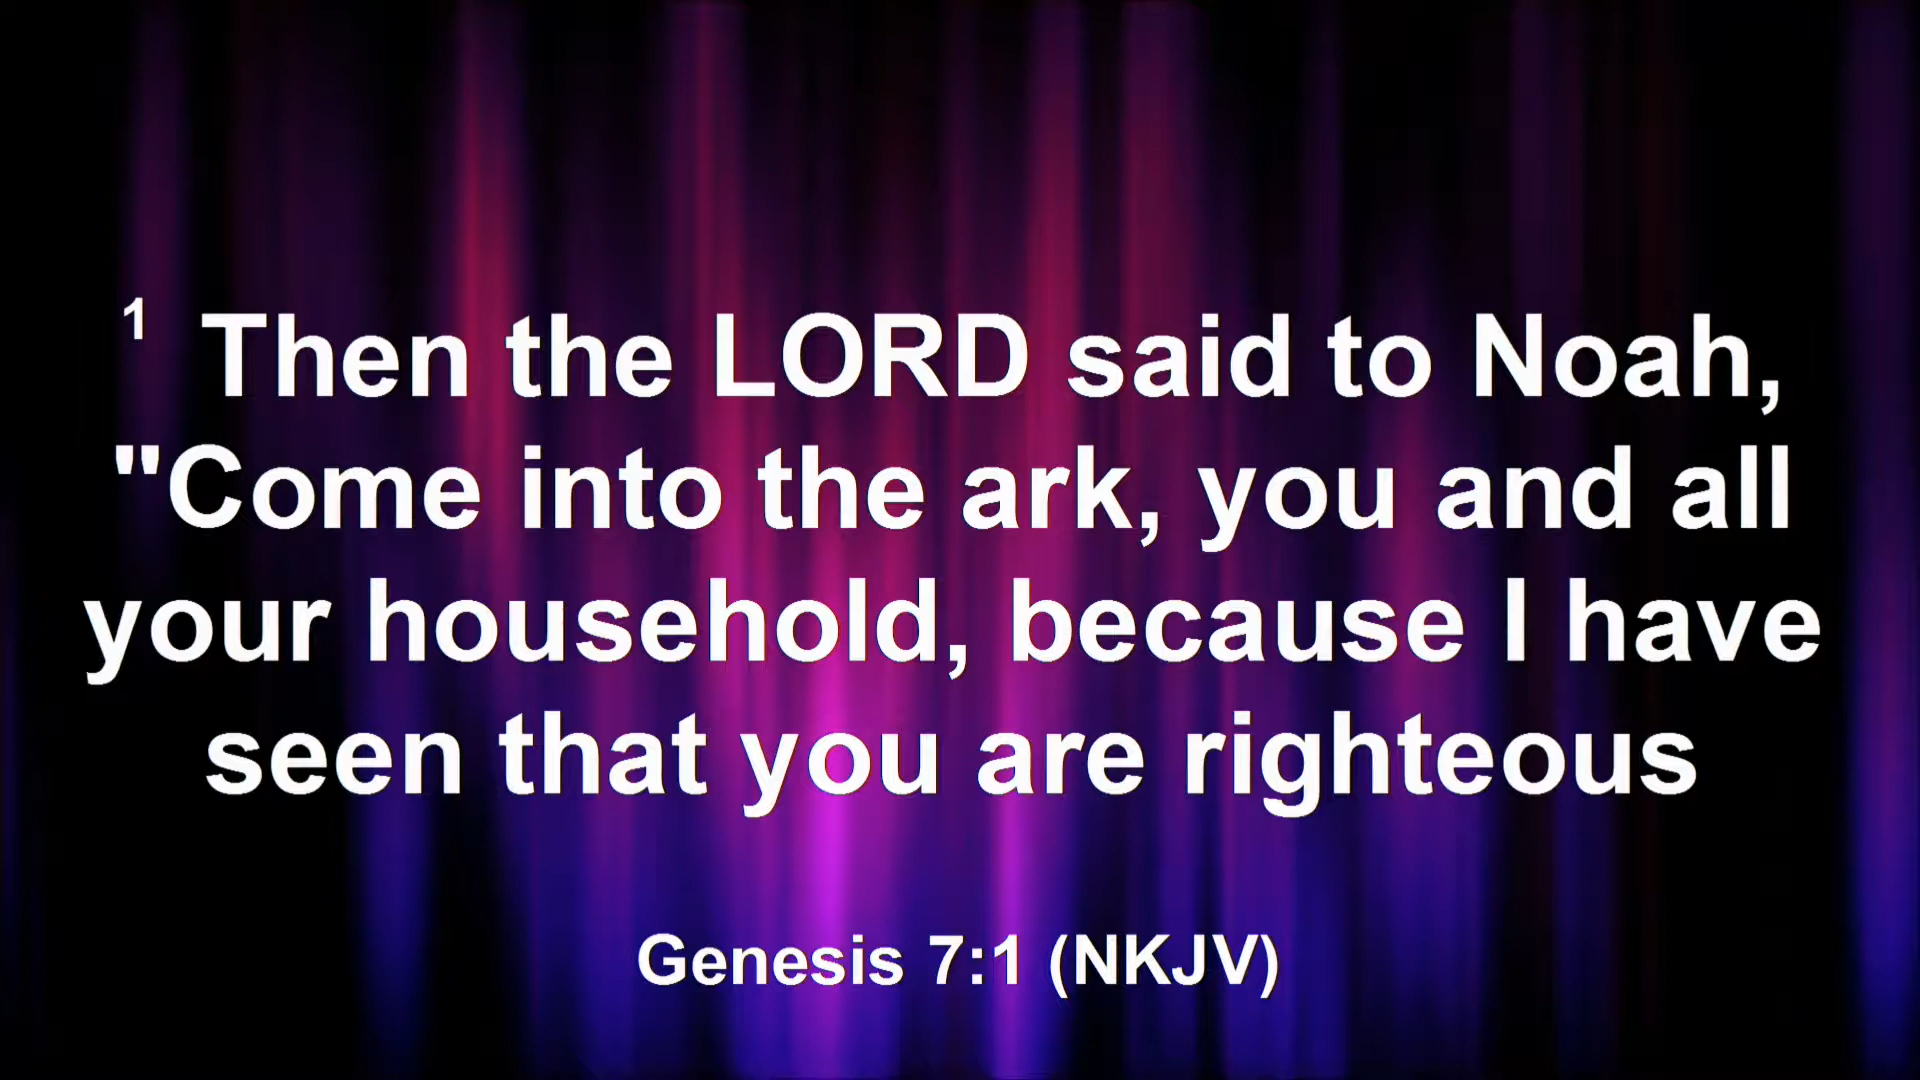 1 Then the LORD said to Noah,
"Come into the ark, you and all
your household, because I have
seen that you are righteous
Genesis 7:1 (NKJV)